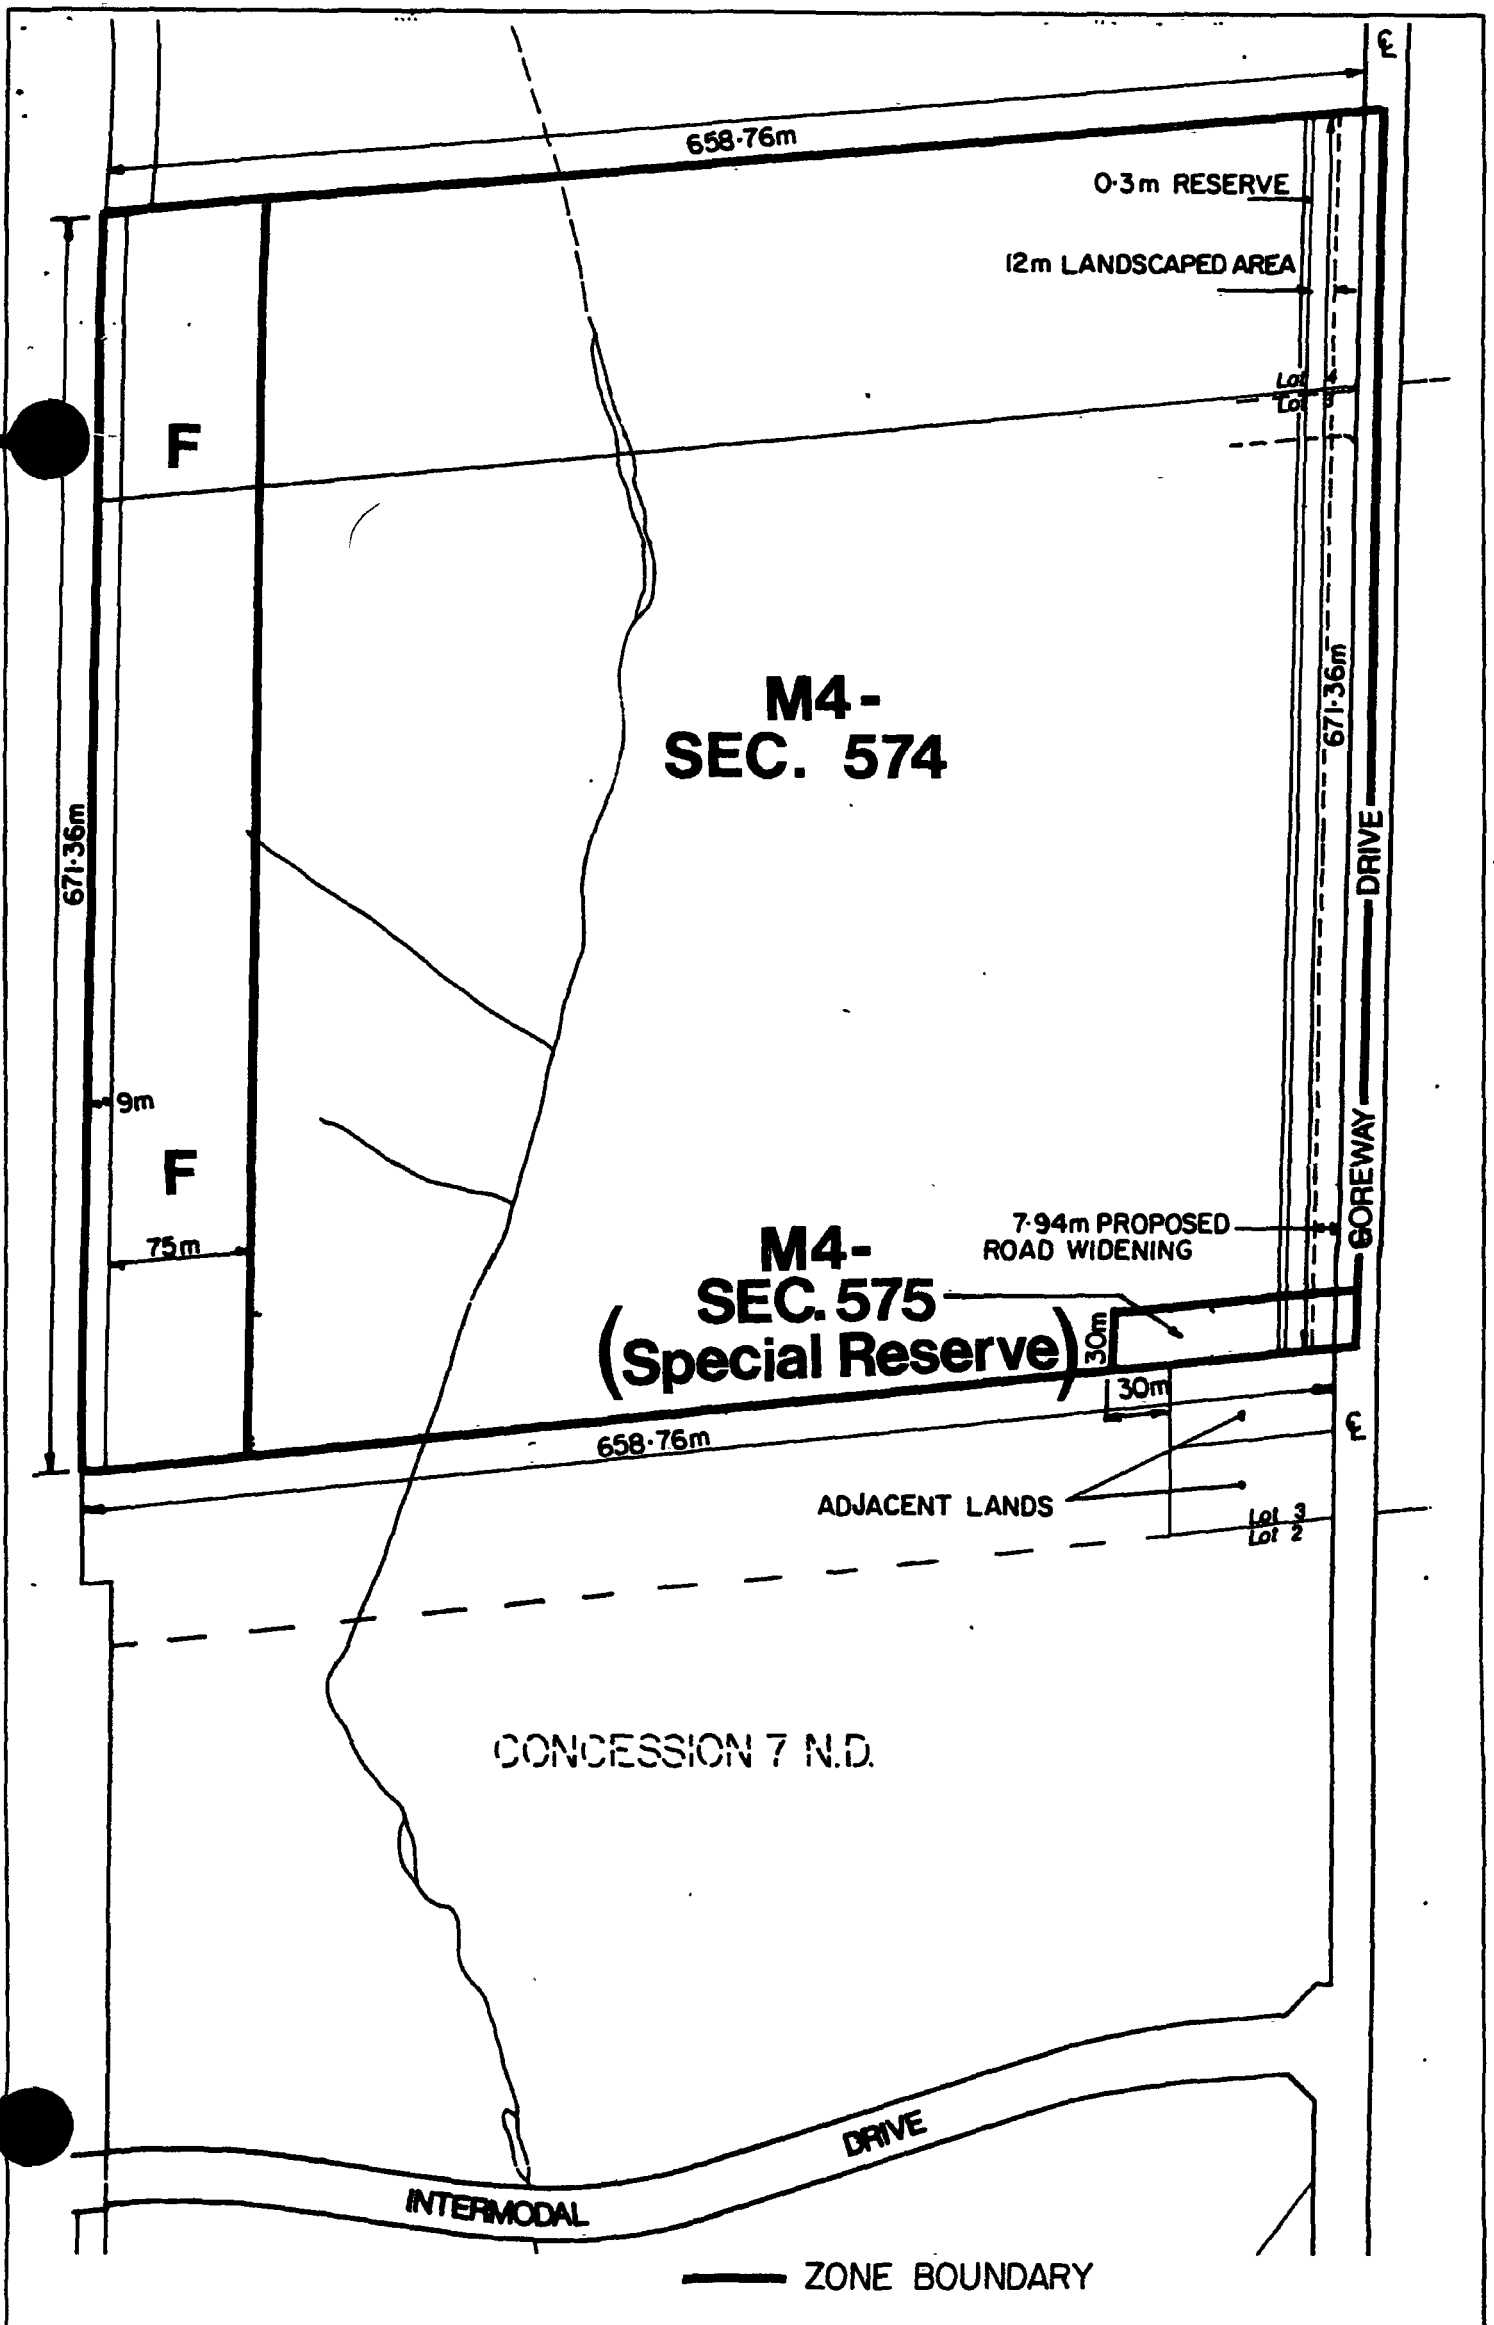 ℄
658·76m
0·3m RESERVE
12m LANDSCAPED AREA
Lot 4
Lot 3
F
M4-
SEC. 574
671·36m
671·36m
DRIVE
9m
F
GOREWAY
75m
7·94m PROPOSED
ROAD WIDENING
M4-
SEC. 575
(Special Reserve)
30m
30m
658·76m
℄
ADJACENT LANDS
Lot 3
Lot 2
CONCESSION 7 N.D.
DRIVE
INTERMODAL
ZONE BOUNDARY